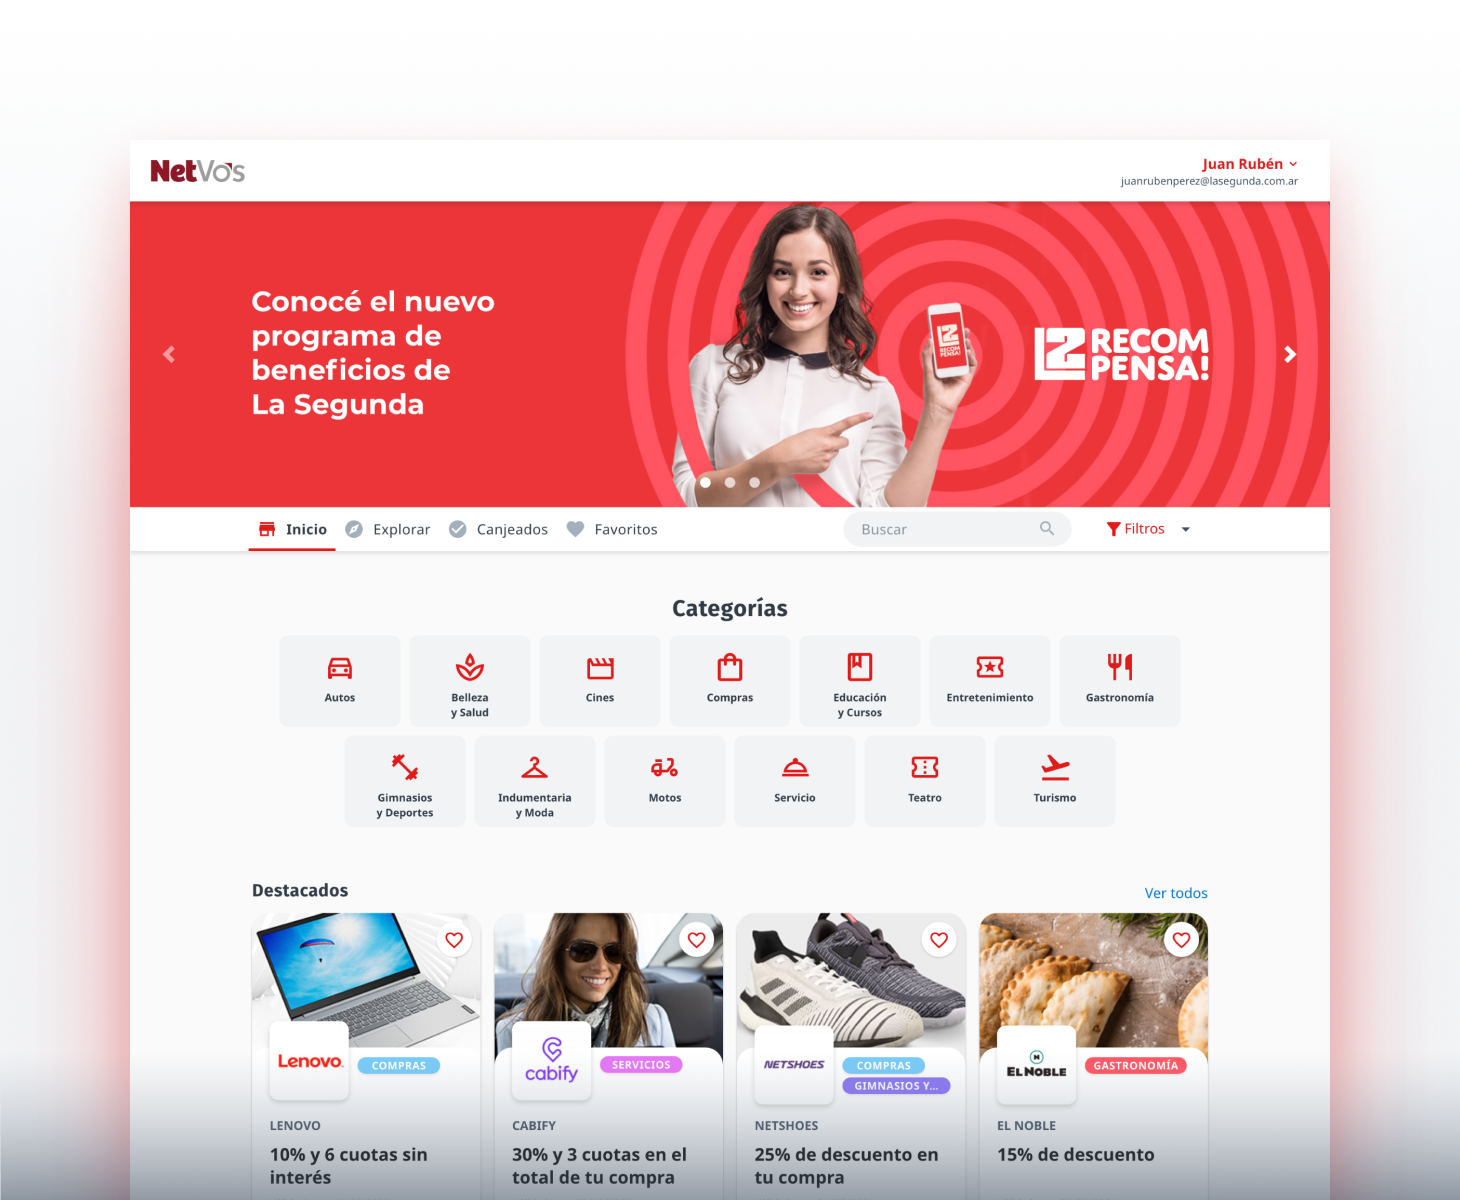 NetVos
Juan Rubén
juanrubenperez@lasegunda.com.ar
Conocé el nuevo
programa de
beneficios de
La Segunda
RECOM
PENSA!
RECOM
PENSA!
Inicio
Explorar
Canjeados
Favoritos
Buscar
Filtros
Categorías
Autos
Belleza
y Salud
Cines
Compras
Educación
y Cursos
Entretenimiento
Gastronomía
Gimnasios
y Deportes
Indumentaria
y Moda
Motos
Servicio
Teatro
Turismo
Destacados
Ver todos
Lenovo
COMPRAS
LENOVO
10% y 6 cuotas sin
interés
cabify
SERVICIOS
CABIFY
30% y 3 cuotas en el
total de tu compra
NETSHOES
COMPRAS
GIMNASIOS Y...
NETSHOES
25% de descuento en
tu compra
EL NOBLE
GASTRONOMÍA
EL NOBLE
15% de descuento